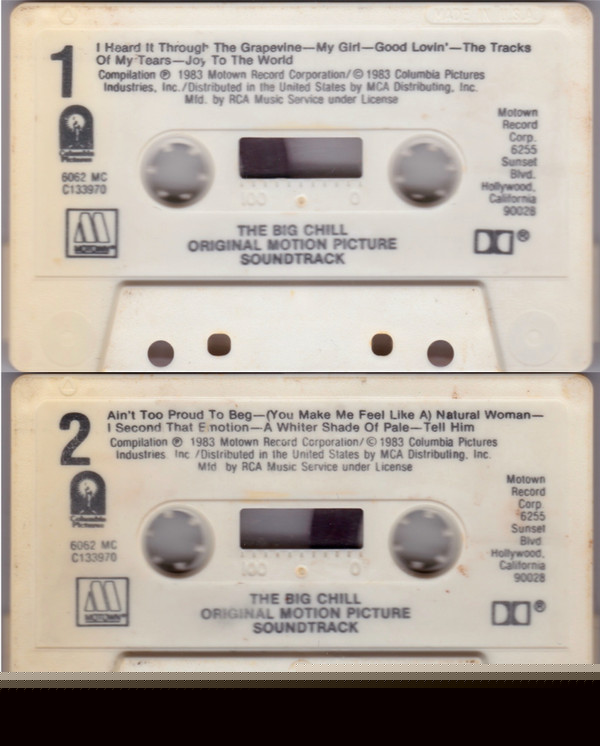 MADE IN U.S.A.
1
I Heard It Through The Grapevine—My Girl—Good Lovin'—The Tracks
Of My Tears—Joy To The World
Compilation ℗ 1983 Motown Record Corporation/© 1983 Columbia Pictures
Industries, Inc./Distributed in the United States by MCA Distributing, Inc.
Mfd. by RCA Music Service under License
Columbia
Pictures
6062 MC
C133970
MOTOWN
Motown
Record
Corp.
6255
Sunset
Blvd.
Hollywood,
California
90028
100 0
THE BIG CHILL
ORIGINAL MOTION PICTURE
SOUNDTRACK
®
2
Ain't Too Proud To Beg—(You Make Me Feel Like A) Natural Woman—
I Second That Emotion—A Whiter Shade Of Pale—Tell Him
Compilation ℗ 1983 Motown Record Corporation/© 1983 Columbia Pictures
Industries, Inc./Distributed in the United States by MCA Distributing, Inc.
Mfd. by RCA Music Service under License
Columbia
Pictures
6062 MC
C133970
MOTOWN
Motown
Record
Corp.
6255
Sunset
Blvd.
Hollywood,
California
90028
100 0
THE BIG CHILL
ORIGINAL MOTION PICTURE
SOUNDTRACK
®